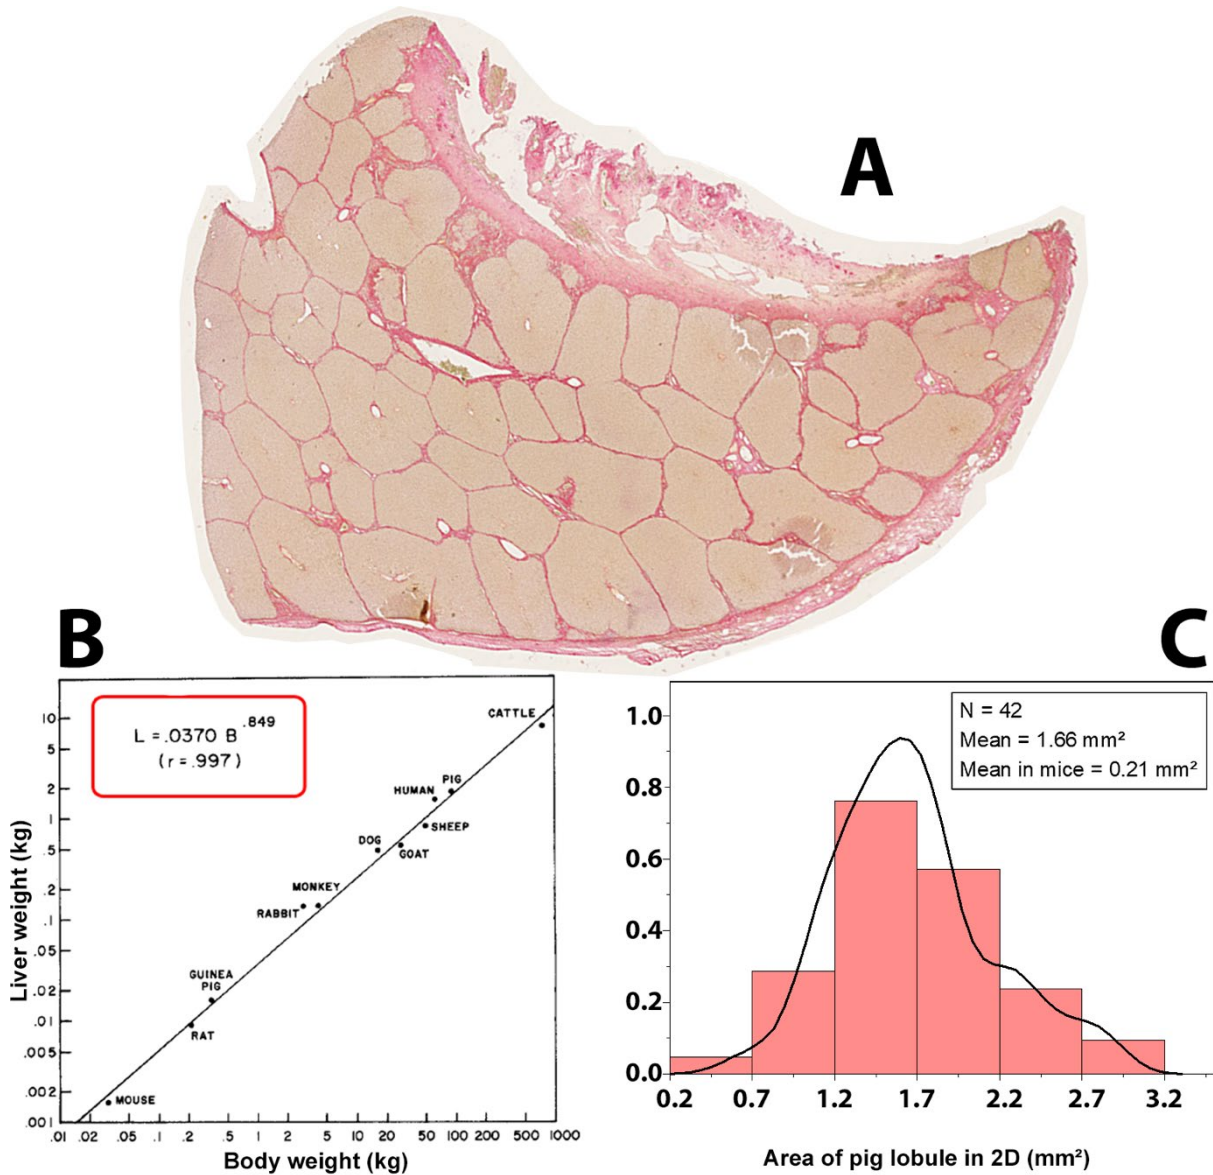 A
B
C
L = .0370 B .849
(r = .997)
CATTLE
PIG
HUMAN
SHEEP
DOG
GOAT
MONKEY
RABBIT
GUINEA
PIG
RAT
MOUSE
10
5
2
1
0.5
.2
.1
.05
.02
.01
.005
.002
.001
.01 .02 .05 .1 .2 .5 1 2 5 10 20 50 100 200 500 1000
Liver weight (kg)
Body weight (kg)
N = 42
Mean = 1.66 mm²
Mean in mice = 0.21 mm²
1.0
0.8
0.6
0.4
0.2
0.0
0.2 0.7 1.2 1.7 2.2 2.7 3.2
Area of pig lobule in 2D (mm²)